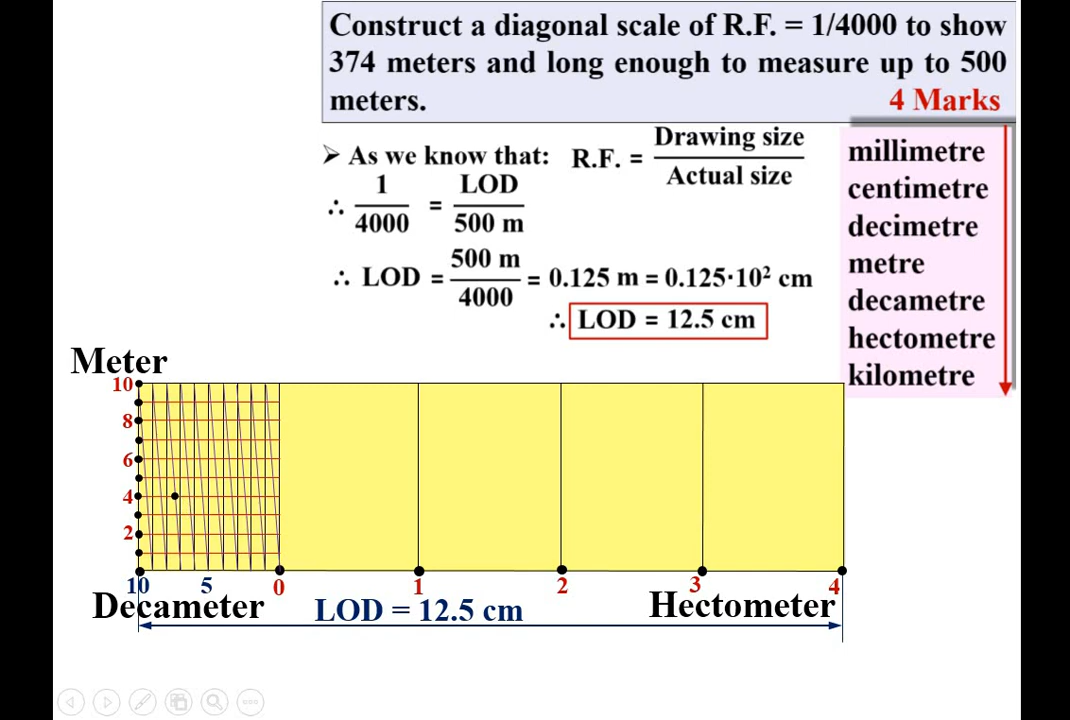 Construct a diagonal scale of R.F. = 1/4000 to show
374 meters and long enough to measure up to 500
meters. 4 Marks
➢ As we know that: R.F. = Drawing size / Actual size
∴ 1/4000 = LOD/500 m
∴ LOD = 500 m/4000 = 0.125 m = 0.125·10² cm
∴ LOD = 12.5 cm
millimetre
centimetre
decimetre
metre
decametre
hectometre
kilometre
Meter
10
8
6
4
2
10 5 0 1 2 3 4
Decameter LOD = 12.5 cm Hectometer